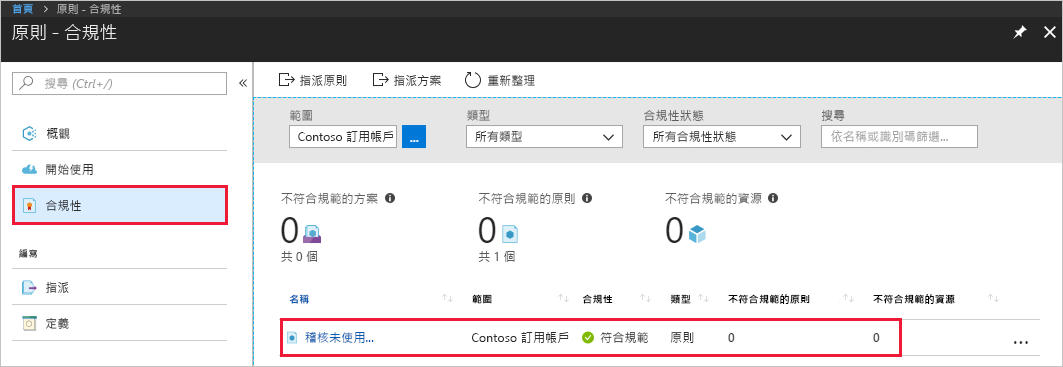 首頁 > 原則 - 合規性
原則 - 合規性
搜尋 (Ctrl+/)
概觀
開始使用
合規性
編寫
指派
定義
指派原則 指派方案 重新整理
範圍 類型 合規性狀態 搜尋
Contoso 訂用帳戶 ... 所有類型 所有合規性狀態 依名稱或識別碼篩選...
不符合規範的方案 不符合規範的原則 不符合規範的資源
0 0 0
共 0 個 共 1 個
名稱 範圍 合規性 類型 不符合規範的原則 不符合規範的資源
稽核未使用... Contoso 訂用帳戶 符合規範 原則 0 0 ...